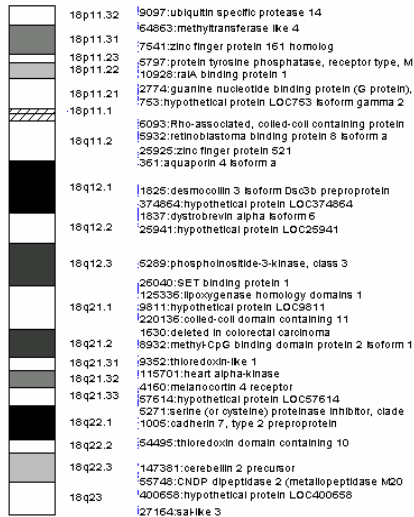 18p11.32
18p11.31
18p11.23
18p11.22
18p11.21
18p11.1
18q11.2
18q12.1
18q12.2
18q12.3
18q21.1
18q21.2
18q21.31
18q21.32
18q21.33
18q22.1
18q22.2
18q22.3
18q23
9097:ubiquitin specific protease 14
64863:methyltransferase like 4
7541:zinc finger protein 161 homolog
5797:protein tyrosine phosphatase, receptor type, M
10928:ralA binding protein 1
2774:guanine nucleotide binding protein (G protein),
753:hypothetical protein LOC753 isoform gamma 2
6093:Rho-associated, coiled-coil containing protein
5932:retinoblastoma binding protein 8 isoform a
25925:zinc finger protein 521
361:aquaporin 4 isoform a
1825:desmocollin 3 isoform Dsc3b preproprotein
374864:hypothetical protein LOC374864
1837:dystrobrevin alpha isoform 6
25941:hypothetical protein LOC25941
5289:phosphoinositide-3-kinase, class 3
26040:SET binding protein 1
125336:lipoxygenase homology domains 1
9811:hypothetical protein LOC9811
220136:coiled-coil domain containing 11
1630:deleted in colorectal carcinoma
8932:methyl-CpG binding domain protein 2 isoform 1
9352:thioredoxin-like 1
115701:heart alpha-kinase
4160:melanocortin 4 receptor
57614:hypothetical protein LOC57614
5271:serine (or cysteine) proteinase inhibitor, clade
1005:cadherin 7, type 2 preproprotein
54495:thioredoxin domain containing 10
147381:cerebellin 2 precursor
55748:CNDP dipeptidase 2 (metallopeptidase M20
400658:hypothetical protein LOC400658
27164:sal-like 3